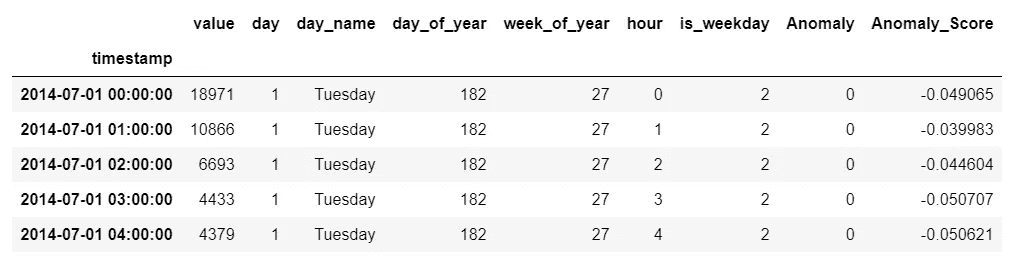 value day day_name day_of_year week_of_year hour is_weekday Anomaly Anomaly_Score
timestamp
2014-07-01 00:00:00 18971 1 Tuesday 182 27 0 2 0 -0.049065
2014-07-01 01:00:00 10866 1 Tuesday 182 27 1 2 0 -0.039983
2014-07-01 02:00:00 6693 1 Tuesday 182 27 2 2 0 -0.044604
2014-07-01 03:00:00 4433 1 Tuesday 182 27 3 2 0 -0.050707
2014-07-01 04:00:00 4379 1 Tuesday 182 27 4 2 0 -0.050621